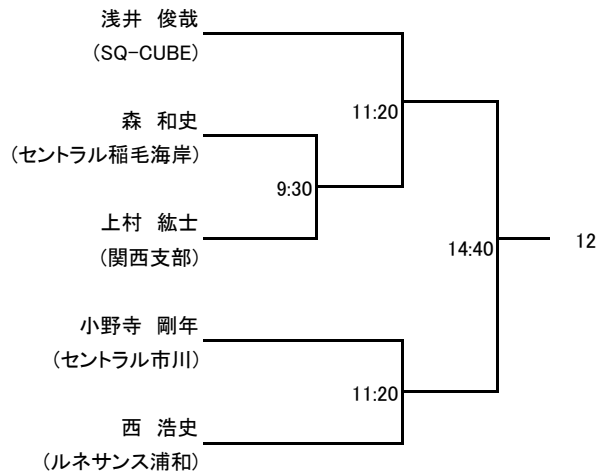 浅井　俊哉
(SQ-CUBE)
11:20
森　和史
(セントラル稲毛海岸)
9:30
上村　紘士
(関西支部)
14:40
12
小野寺　剛年
(セントラル市川)
11:20
西　浩史
(ルネサンス浦和)